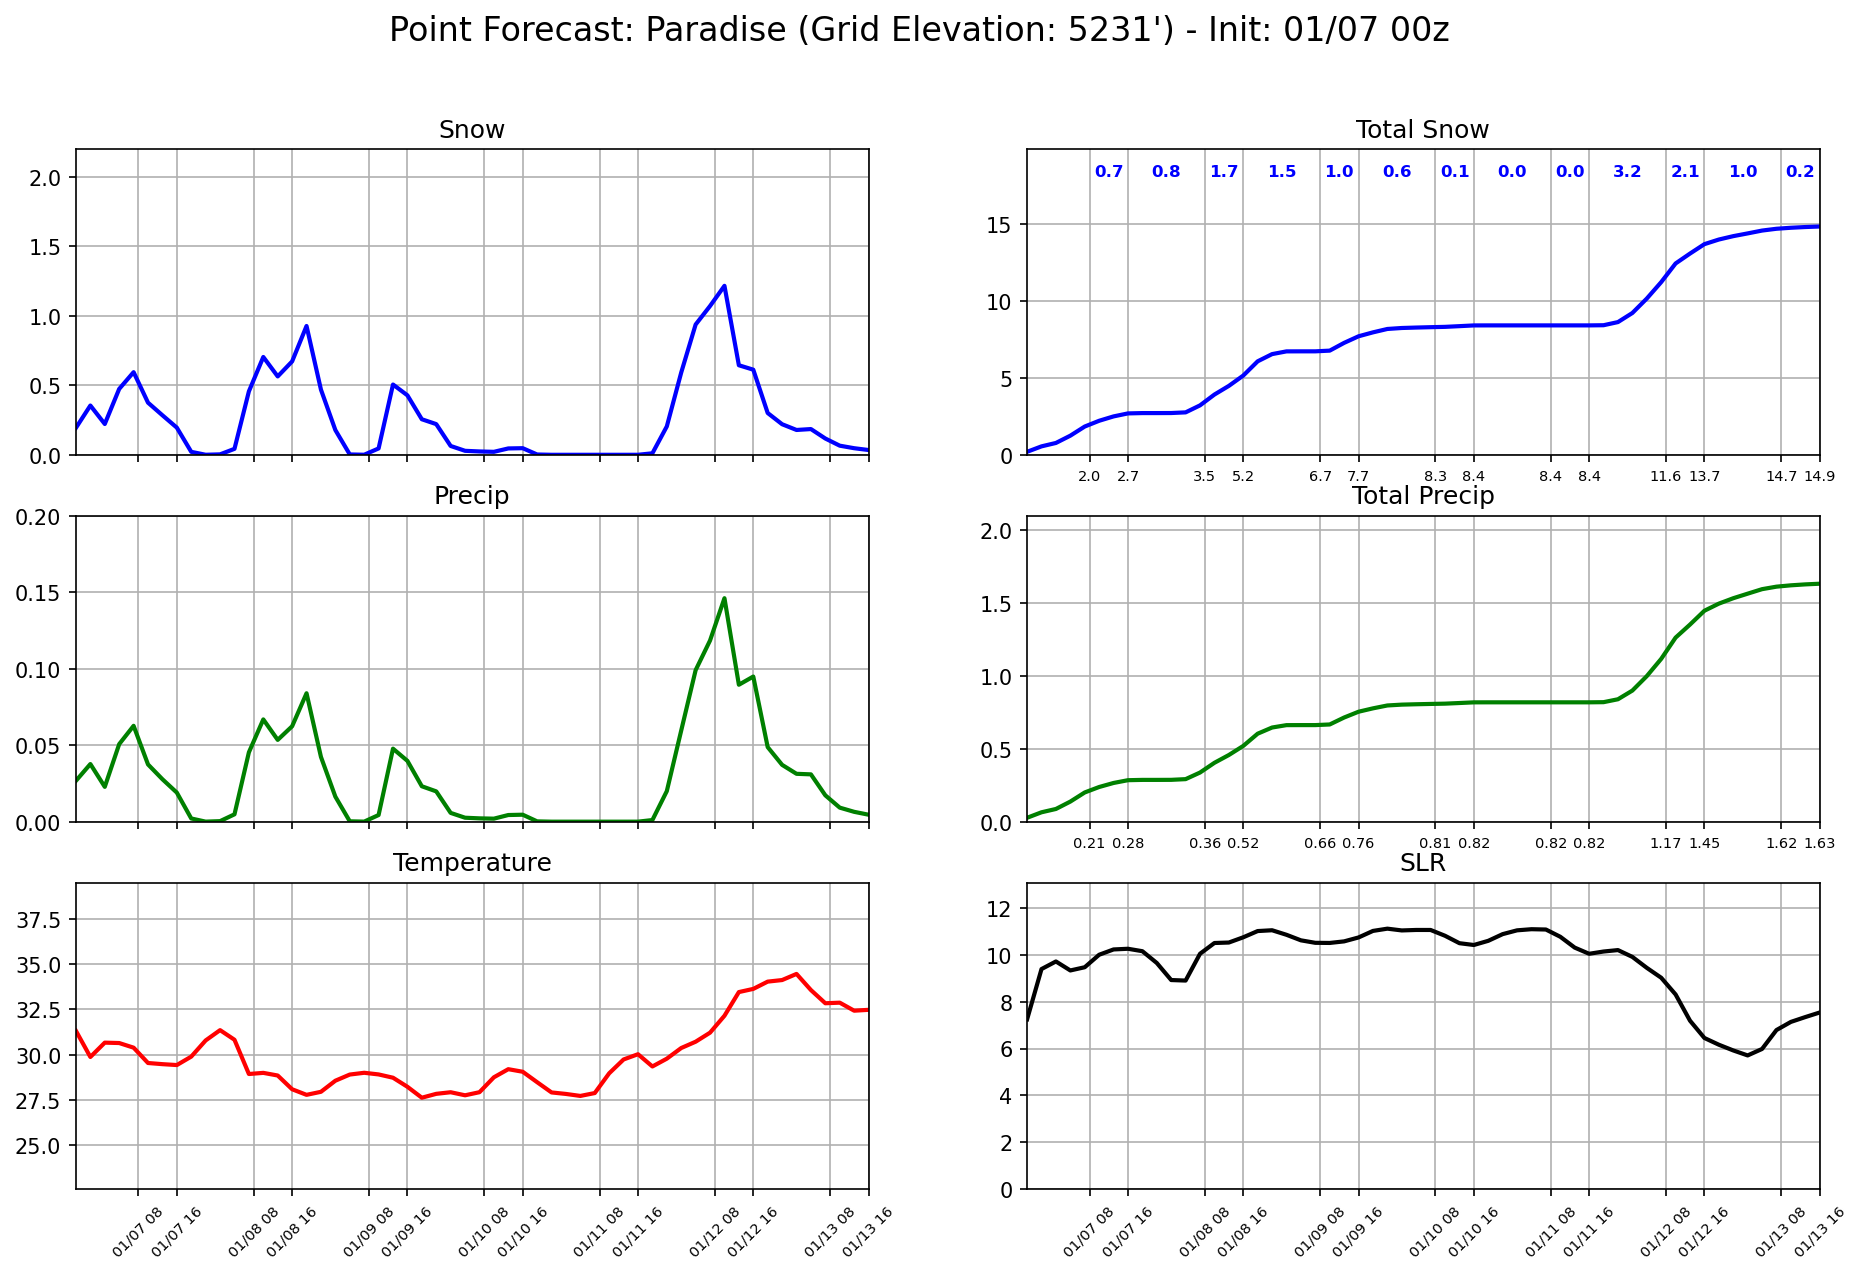 Point Forecast: Paradise (Grid Elevation: 5231') - Init: 01/07 00z
Snow
2.0
1.5
1.0
0.5
0.0
Total Snow
0.7 0.8 1.7 1.5 1.0 0.6 0.1 0.0 0.0 3.2 2.1 1.0 0.2
15
10
5
0
2.0 2.7 3.5 5.2 6.7 7.7 8.3 8.4 8.4 8.4 11.6 13.7 14.7 14.9
Precip
0.20
0.15
0.10
0.05
0.00
Total Precip
2.0
1.5
1.0
0.5
0.0
0.21 0.28 0.36 0.52 0.66 0.76 0.81 0.82 0.82 0.82 1.17 1.45 1.62 1.63
Temperature
37.5
35.0
32.5
30.0
27.5
25.0
01/07 08 01/07 16 01/08 08 01/08 16 01/09 08 01/09 16 01/10 08 01/10 16 01/11 08 01/11 16 01/12 08 01/12 16 01/13 08 01/13 16
SLR
12
10
8
6
4
2
0
01/07 08 01/07 16 01/08 08 01/08 16 01/09 08 01/09 16 01/10 08 01/10 16 01/11 08 01/11 16 01/12 08 01/12 16 01/13 08 01/13 16